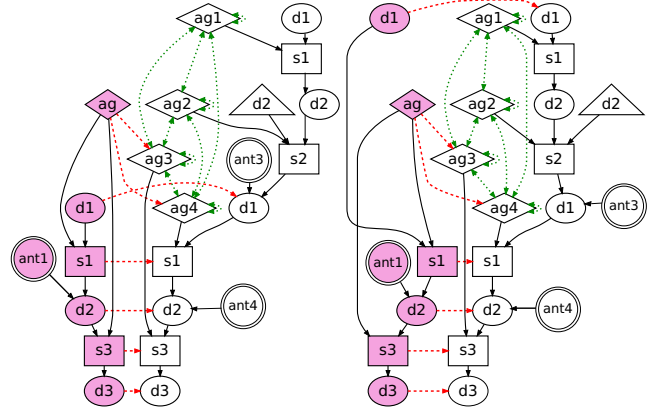 ag1
d1
s1
ag
ag2
d2
d2
ag3
ant3
s2
d1
ag4
d1
ant1
s1
s1
d2
d2
ant4
s3
s3
d3
d3
d1
ag1
d1
s1
ag
ag2
d2
d2
ag3
s2
ag4
d1
ant3
ant1
s1
s1
d2
d2
ant4
s3
s3
d3
d3